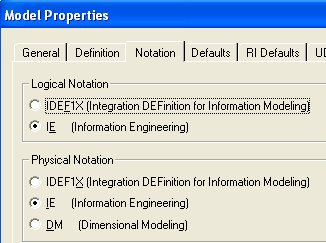 Model Properties
General Definition Notation Defaults RI Defaults
Logical Notation
IDEF1X (Integration DEFinition for Information Modeling)
IE (Information Engineering)
Physical Notation
IDEF1X (Integration DEFinition for Information Modeling)
IE (Information Engineering)
DM (Dimensional Modeling)